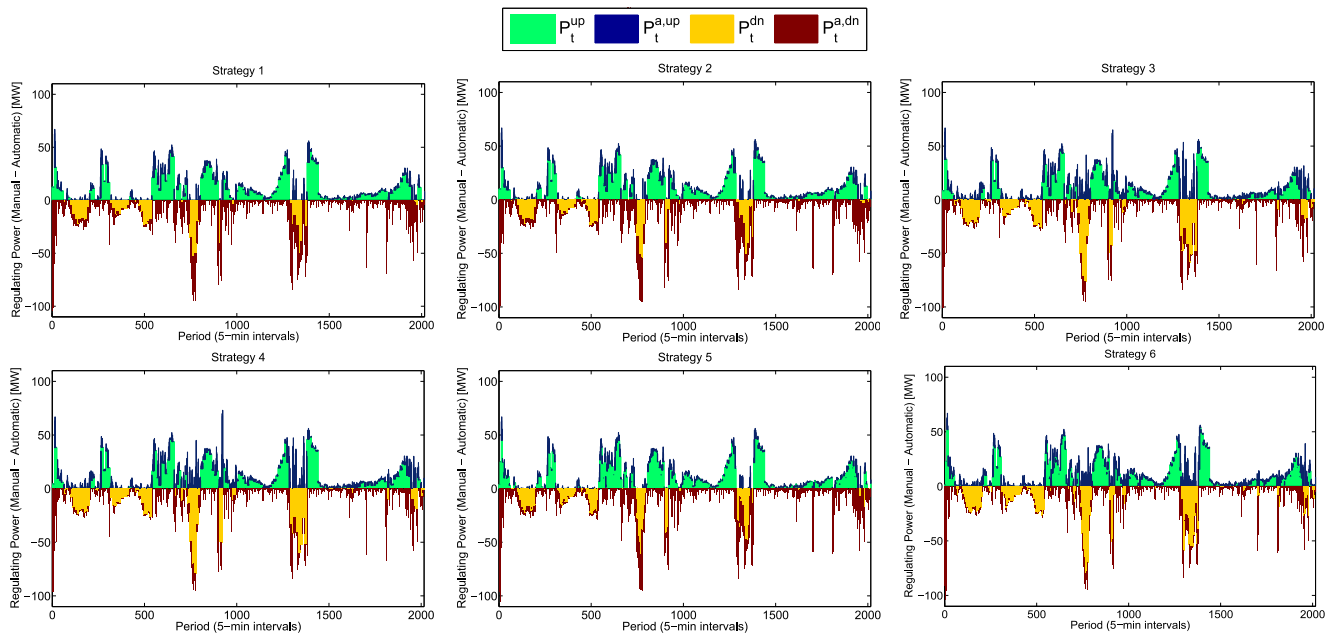 P_t^up P_t^a,up P_t^dn P_t^a,dn
Strategy 1
Regulating Power (Manual − Automatic) [MW]
100
50
0
−50
−100
0 500 1000 1500 2000
Period (5−min intervals)
Strategy 2
Regulating Power (Manual − Automatic) [MW]
100
50
0
−50
−100
0 500 1000 1500 2000
Period (5−min intervals)
Strategy 3
Regulating Power (Manual − Automatic) [MW]
100
50
0
−50
−100
0 500 1000 1500 2000
Period (5−min intervals)
Strategy 4
Regulating Power (Manual − Automatic) [MW]
100
50
0
−50
−100
0 500 1000 1500 2000
Period (5−min intervals)
Strategy 5
Regulating Power (Manual − Automatic) [MW]
100
50
0
−50
−100
0 500 1000 1500 2000
Period (5−min intervals)
Strategy 6
Regulating Power (Manual − Automatic) [MW]
100
50
0
−50
−100
0 500 1000 1500 2000
Period (5−min intervals)